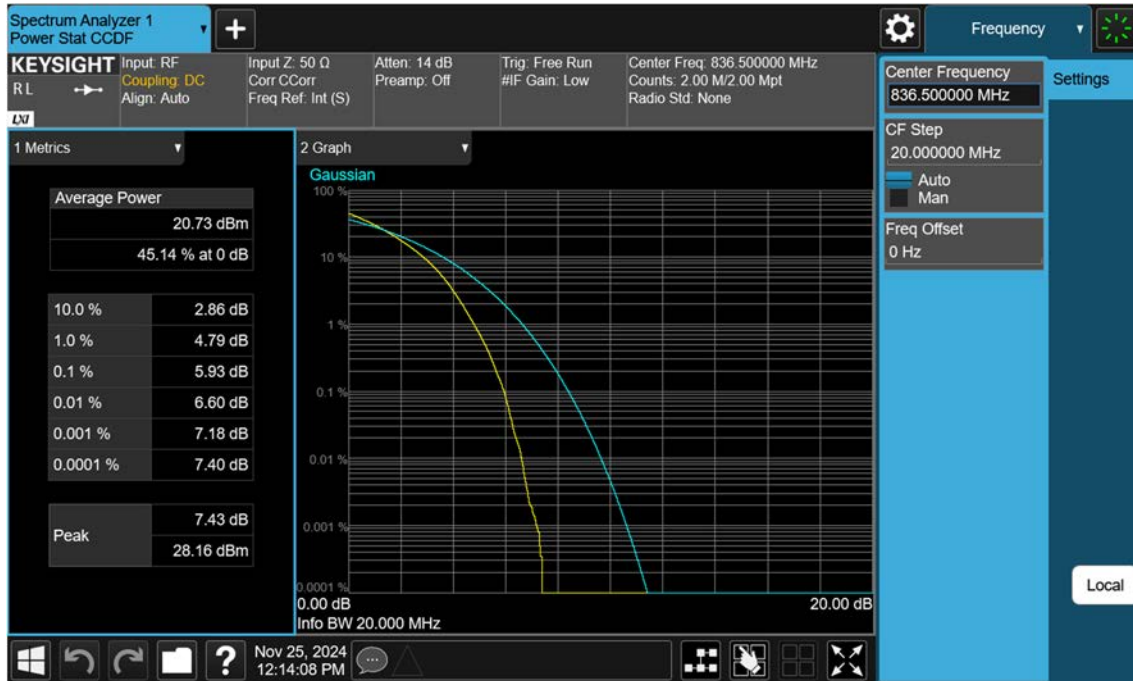 Spectrum Analyzer 1
Power Stat CCDF
Frequency
KEYSIGHT
R L
LXI
Input: RF
Coupling: DC
Align: Auto
Input Z: 50 Ω
Corr CCorr
Freq Ref: Int (S)
Atten: 14 dB
Preamp: Off
Trig: Free Run
#IF Gain: Low
Center Freq: 836.500000 MHz
Counts: 2.00 M/2.00 Mpt
Radio Std: None
Center Frequency
836.500000 MHz
Settings
CF Step
20.000000 MHz
Auto
Man
Freq Offset
0 Hz
Local
1 Metrics
Average Power
20.73 dBm
45.14 % at 0 dB
10.0 % 2.86 dB
1.0 % 4.79 dB
0.1 % 5.93 dB
0.01 % 6.60 dB
0.001 % 7.18 dB
0.0001 % 7.40 dB
Peak
7.43 dB
28.16 dBm
2 Graph
Gaussian
100 %
10 %
1 %
0.1 %
0.01 %
0.001 %
0.0001 %
0.00 dB 20.00 dB
Info BW 20.000 MHz
?
Nov 25, 2024
12:14:08 PM